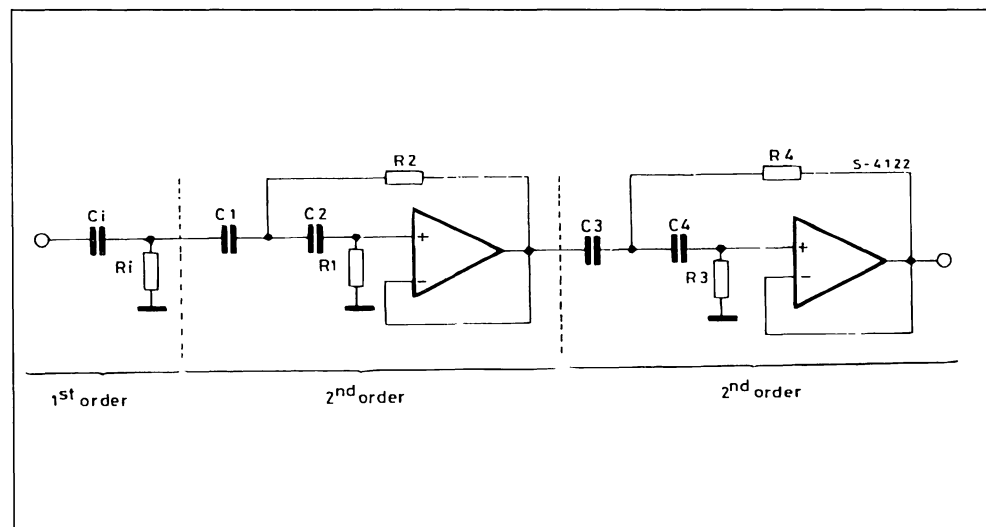 R2
R4
S-4122
Ci
C1
C2
C3
C4
Ri
R1
R3
+
−
+
−
1st order
2nd order
2nd order